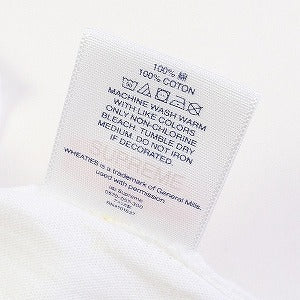 100% 綿
100% COTON
MACHINE WASH WARM
WITH LIKE COLORS
ONLY NON-CHLORINE
BLEACH. TUMBLE DRY
MEDIUM. DO NOT IRON
IF DECORATED.
SUPREME
WHEATIES is a trademark of General Mills,
used with permission.